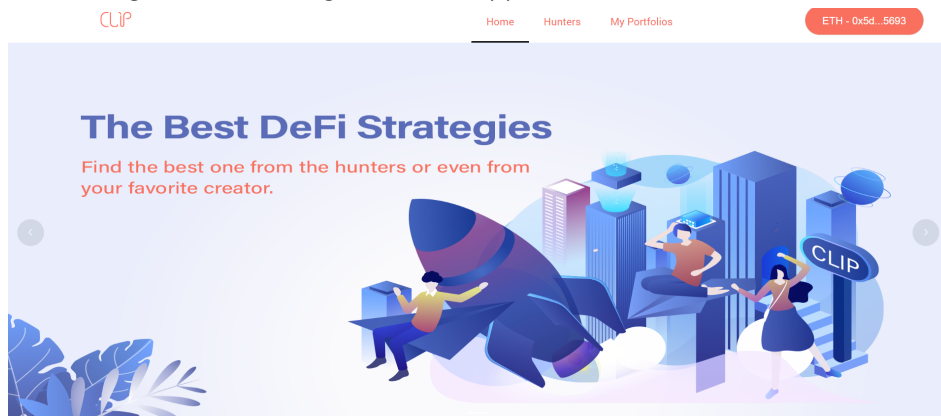 CLIP
Home Hunters My Portfolios
ETH - 0x5d...5693
The Best DeFi Strategies
Find the best one from the hunters or even from
your favorite creator.
CLIP